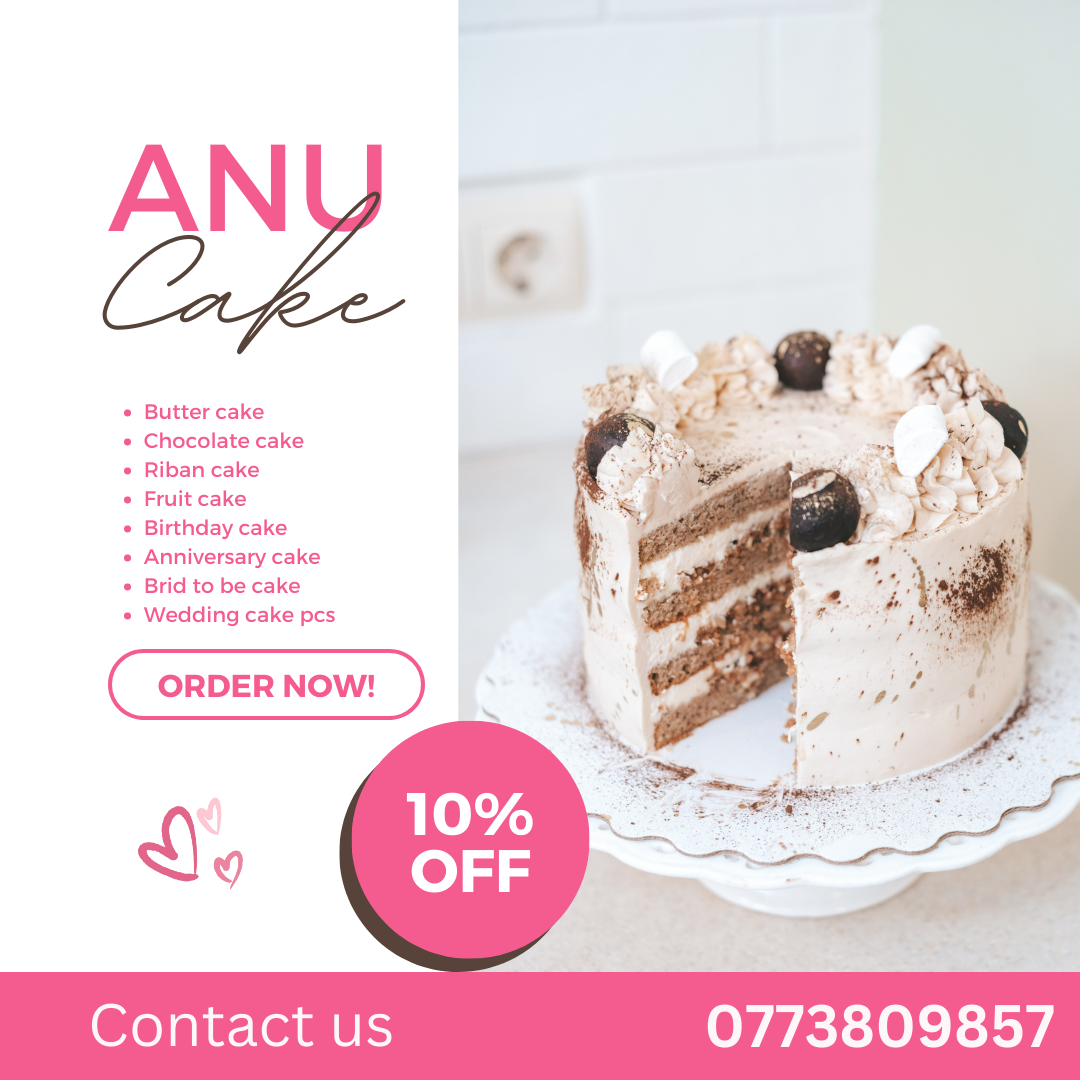 ANU
Cake
• Butter cake
• Chocolate cake
• Riban cake
• Fruit cake
• Birthday cake
• Anniversary cake
• Brid to be cake
• Wedding cake pcs
ORDER NOW!
10%
OFF
Contact us 0773809857